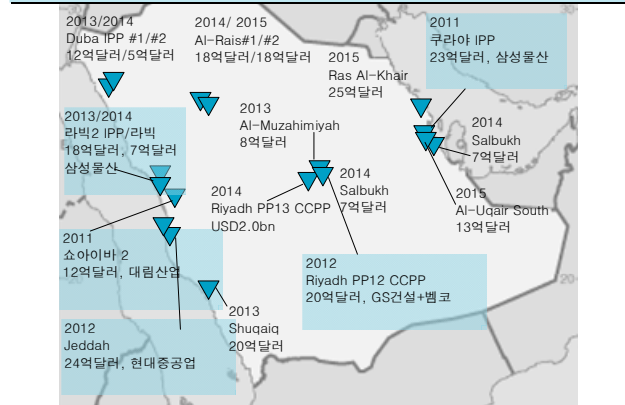 2013/2014
Duba IPP #1/#2
12억달러/5억달러
2014/ 2015
Al-Rais#1/#2
18억달러/18억달러
2011
쿠라야 IPP
23억달러, 삼성물산
2015
Ras Al-Khair
25억달러
2013/2014
라빅2 IPP/라빅
18억달러, 7억달러
삼성물산
2013
Al-Muzahimiyah
8억달러
2014
Salbukh
7억달러
2014
Riyadh PP13 CCPP
USD2.0bn
2014
Salbukh
7억달러
2015
Al-Uqair South
13억달러
2011
쇼아이바 2
12억달러, 대림산업
2012
Riyadh PP12 CCPP
20억달러, GS건설+벰코
20
2013
Shuqaiq
20억달러
2012
Jeddah
24억달러, 현대중공업